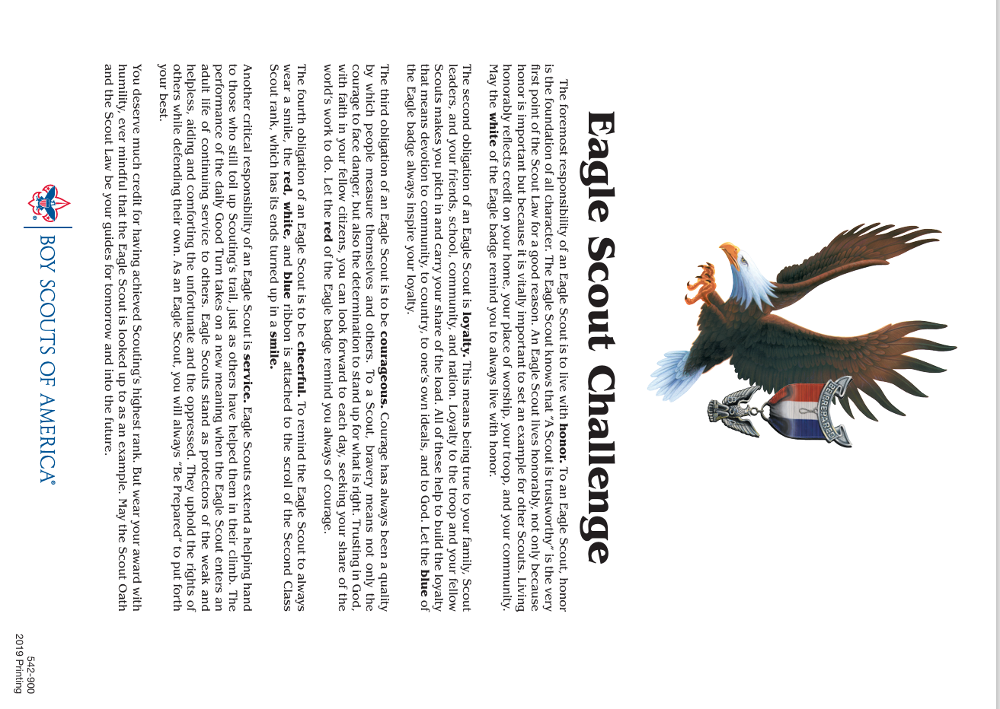 BE PREPARED
Eagle Scout Challenge
The foremost responsibility of an Eagle Scout is to live with honor. To an Eagle Scout, honor
is the foundation of all character. The Eagle Scout knows that “A Scout is trustworthy” is the very
first point of the Scout Law for a good reason. An Eagle Scout lives honorably, not only because
honor is important but because it is vitally important to set an example for other Scouts. Living
honorably reflects credit on your home, your place of worship, your troop, and your community.
May the white of the Eagle badge remind you to always live with honor.
The second obligation of an Eagle Scout is loyalty. This means being true to your family, Scout
leaders, and your friends, school, community, and nation. Loyalty to the troop and your fellow
Scouts makes you pitch in and carry your share of the load. All of these help to build the loyalty
that means devotion to community, to country, to one’s own ideals, and to God. Let the blue of
the Eagle badge always inspire your loyalty.
The third obligation of an Eagle Scout is to be courageous. Courage has always been a quality
by which people measure themselves and others. To a Scout, bravery means not only the
courage to face danger, but also the determination to stand up for what is right. Trusting in God,
with faith in your fellow citizens, you can look forward to each day, seeking your share of the
world’s work to do. Let the red of the Eagle badge remind you always of courage.
The fourth obligation of an Eagle Scout is to be cheerful. To remind the Eagle Scout to always
wear a smile, the red, white, and blue ribbon is attached to the scroll of the Second Class
Scout rank, which has its ends turned up in a smile.
Another critical responsibility of an Eagle Scout is service. Eagle Scouts extend a helping hand
to those who still toil up Scouting’s trail, just as others have helped them in their climb. The
performance of the daily Good Turn takes on a new meaning when the Eagle Scout enters an
adult life of continuing service to others. Eagle Scouts stand as protectors of the weak and
helpless, aiding and comforting the unfortunate and the oppressed. They uphold the rights of
others while defending their own. As an Eagle Scout, you will always “Be Prepared” to put forth
your best.
You deserve much credit for having achieved Scouting’s highest rank. But wear your award with
humility, ever mindful that the Eagle Scout is looked up to as an example. May the Scout Oath
and the Scout Law be your guides for tomorrow and into the future.
® BOY SCOUTS OF AMERICA®
542-900
2019 Printing